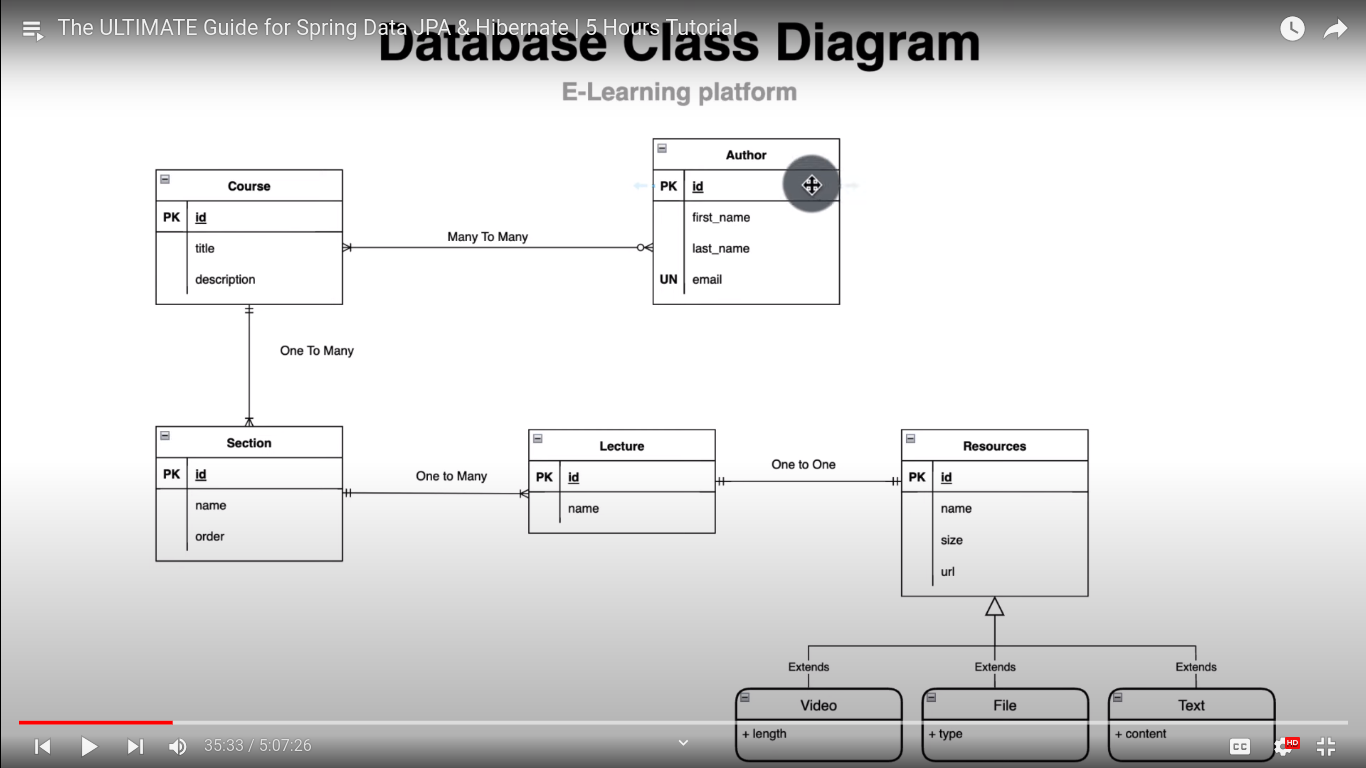 The ULTIMATE Guide for Spring Data JPA & Hibernate | 5 Hours Tutorial
Database Class Diagram
E-Learning platform
Course
PK id
title
description
Many To Many
Author
PK id
first_name
last_name
UN email
One To Many
Section
PK id
name
order
One to Many
Lecture
PK id
name
One to One
Resources
PK id
name
size
url
Extends
Extends
Extends
Video
+ length
File
+ type
Text
+ content
35:33 / 5:07:26
CC
HD